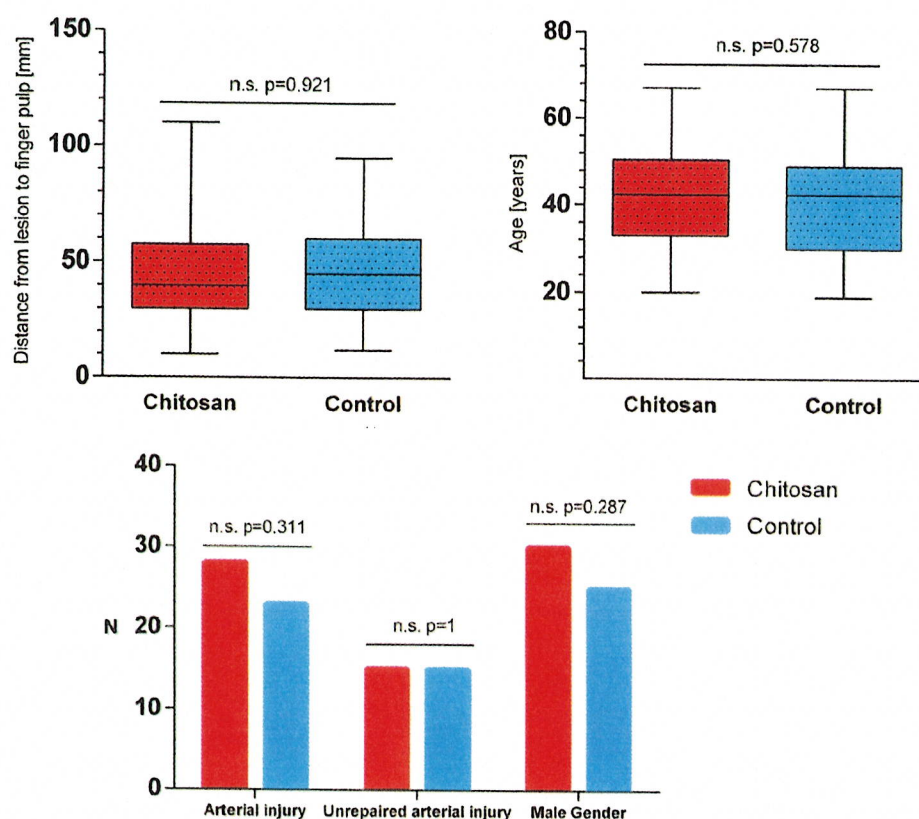 Distance from lesion to finger pulp [mm]
150
100
50
0
n.s. p=0.921
Chitosan
Control
Age [years]
80
60
40
20
n.s. p=0.578
Chitosan
Control
N
40
30
20
10
0
n.s. p=0.311
n.s. p=1
n.s. p=0.287
Arterial injury
Unrepaired arterial injury
Male Gender
Chitosan
Control